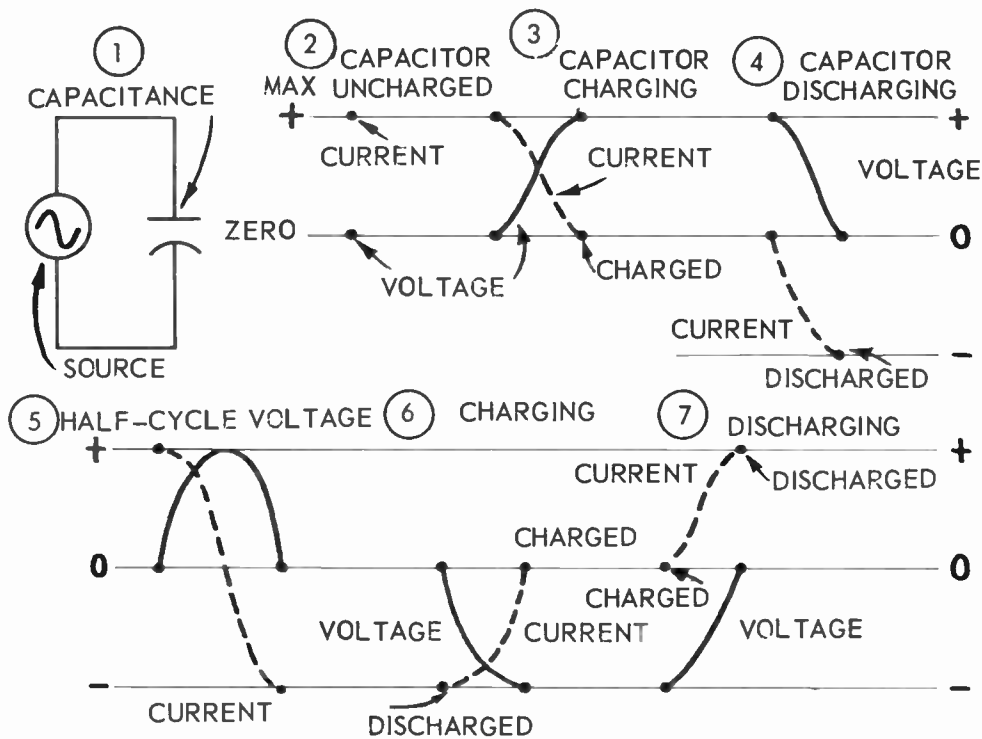 1
CAPACITANCE
SOURCE
2 CAPACITOR
MAX UNCHARGED
+
CURRENT
ZERO
VOLTAGE
3
CAPACITOR
CHARGING
CURRENT
CHARGED
4 CAPACITOR
DISCHARGING
+
VOLTAGE
0
CURRENT
-
DISCHARGED
5 HALF-CYCLE VOLTAGE
+
0
-
CURRENT
6 CHARGING
CHARGED
VOLTAGE
CURRENT
DISCHARGED
7 DISCHARGING
CURRENT
+
DISCHARGED
0
CHARGED
VOLTAGE
-